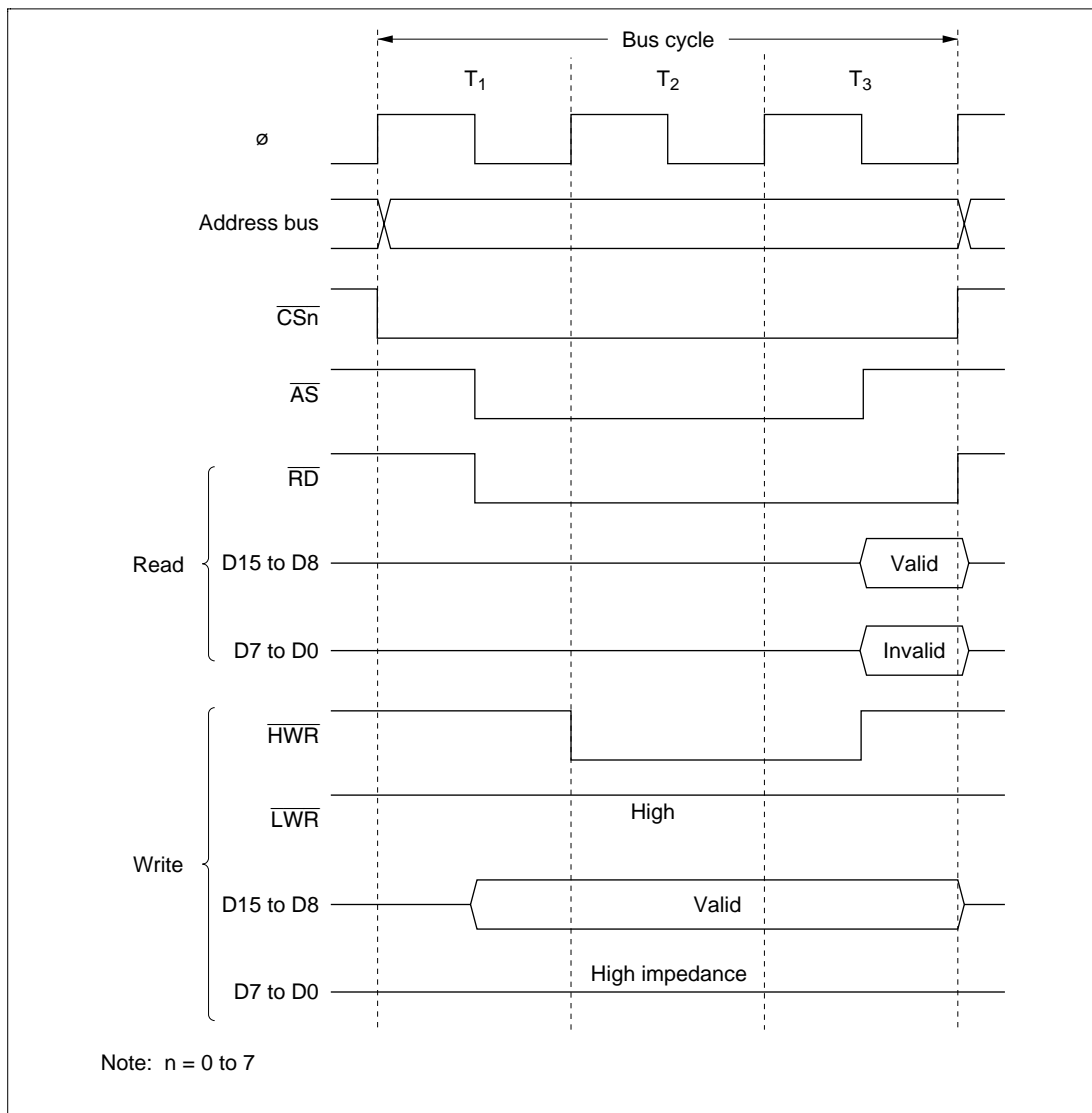 Bus cycle
T1 T2 T3
ø
Address bus
CSn
AS
RD
Read
D15 to D8 Valid
D7 to D0 Invalid
HWR
LWR High
Write
D15 to D8 Valid
D7 to D0 High impedance
Note: n = 0 to 7